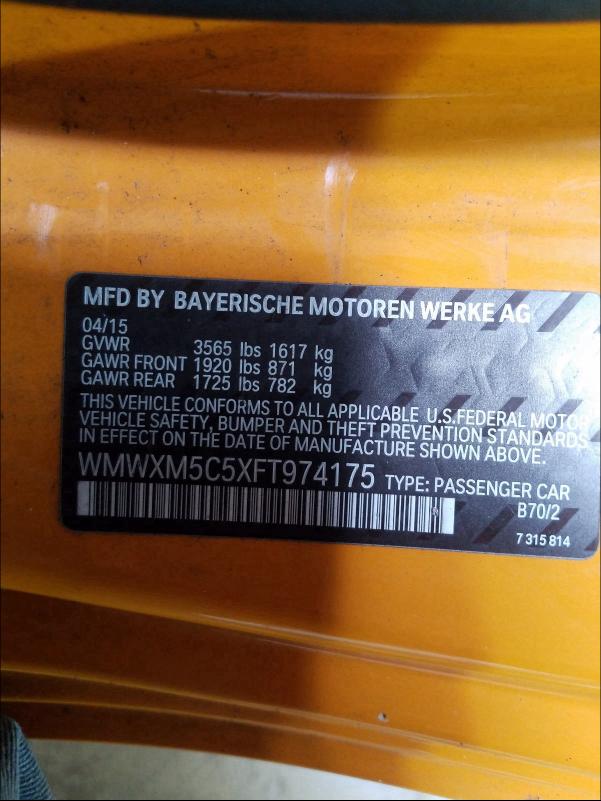 MFD BY BAYERISCHE MOTOREN WERKE AG
04/15
GVWR 3565 lbs 1617 kg
GAWR FRONT 1920 lbs 871 kg
GAWR REAR 1725 lbs 782 kg
THIS VEHICLE CONFORMS TO ALL APPLICABLE U.S.FEDERAL MOTOR
VEHICLE SAFETY, BUMPER AND THEFT PREVENTION STANDARDS
IN EFFECT ON THE DATE OF MANUFACTURE SHOWN ABOVE.
WMWXM5C5XFT974175 TYPE: PASSENGER CAR
B70/2
7 315 814